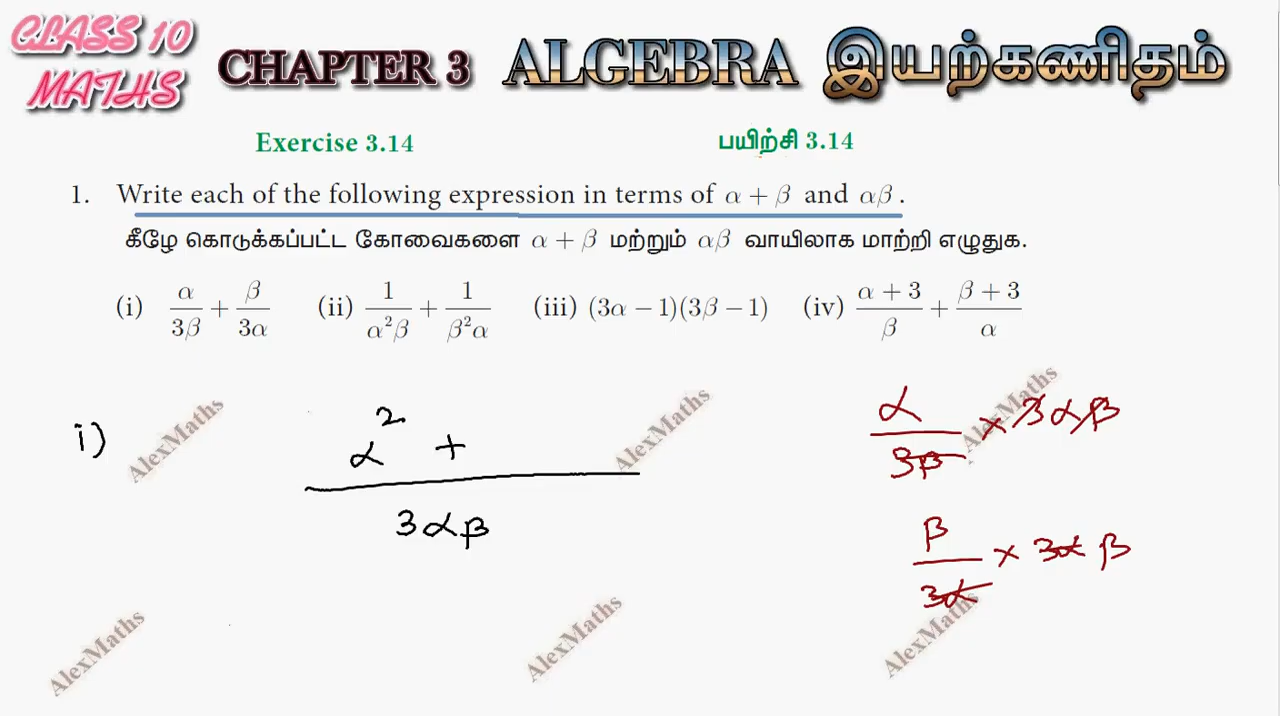 CLASS 10
MATHS
CHAPTER 3 ALGEBRA இயற்கணிதம்
Exercise 3.14 பயிற்சி 3.14
1. Write each of the following expression in terms of α + β and αβ.
கீழே கொடுக்கப்பட்ட கோவைகளை α + β மற்றும் αβ வாயிலாக மாற்றி எழுதுக.
(i) α/3β + β/3α (ii) 1/α²β + 1/β²α (iii) (3α − 1)(3β − 1) (iv) (α + 3)/β + (β + 3)/α
i) α² + / 3αβ
α/3β × 3αβ
β/3α × 3αβ
AlexMaths
AlexMaths
AlexMaths
AlexMaths
AlexMaths
AlexMaths